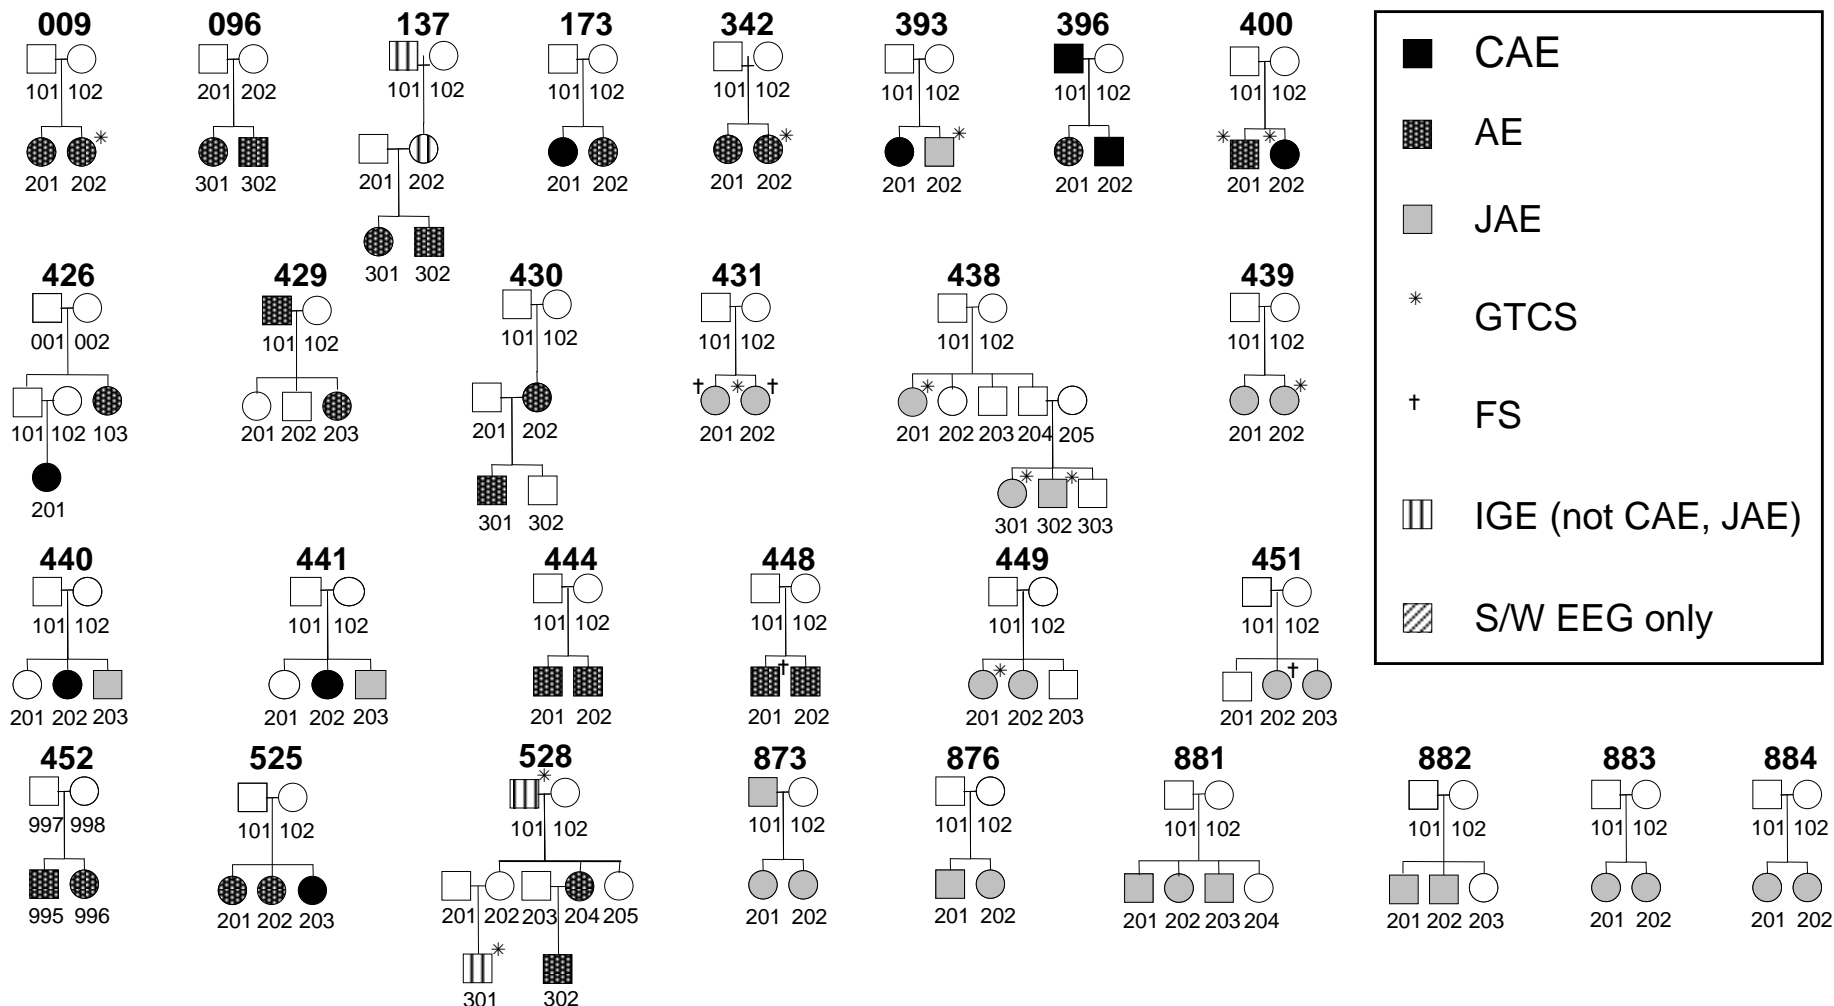 009 096 137 173 342 393 396 400
101 102 201 202 101 102 101 102 101 102 101 102 101 102 101 102
* * * * *
201 202 301 302 201 202 201 202 201 202 201 202 201 202 201 202
301 302
426 429 430 431 438 439
001 002 101 102 101 102 101 102 101 102 101 102
† * † * *
101 102 103 201 202 203 201 202 201 202 201 202 203 204 205 201 202
* *
201 301 302 301 302 303
440 441 444 448 449 451
101 102 101 102 101 102 101 102 101 102 101 102
† * †
201 202 203 201 202 203 201 202 201 202 201 202 203 201 202 203
452 525 528 873 876 881 882 883 884
*
997 998 101 102 101 102 101 102 101 102 101 102 101 102 101 102 101 102
995 996 201 202 203 201 202 203 204 205 201 202 201 202 201 202 203 204 201 202 203 201 202 201 202
*
301 302
CAE
AE
JAE
* GTCS
† FS
IGE (not CAE, JAE)
S/W EEG only